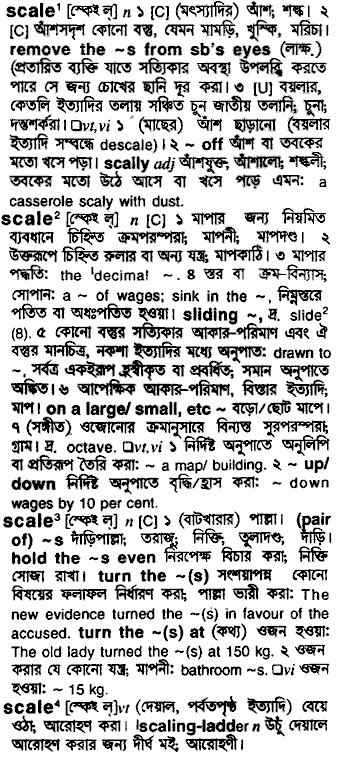 scale¹ [স্কেইল্] n ১ [C] (মৎস্যাদির) আঁশ; শল্ক। ২
[C] আঁশসদৃশ কোনো বস্তু, যেমন মামড়ি, খুস্কি, মরিচা।
remove the ~s from sb's eyes (লাক্ষ.)
(প্রতারিত ব্যক্তি যাতে সত্যিকার অবস্থা উপলব্ধি করতে
পারে সে জন্য চোখের ছানি দূর করা। ৩ [U] বয়লার,
কেতলি ইত্যাদির তলায় সঞ্চিত চুন জাতীয় তলানি; চুনা;
দন্তশর্করা। □vt,vi ১ (মাছের) আঁশ ছাড়ানো (বয়লার
ইত্যাদি সম্বন্ধে descale)। ২ ~ off আঁশ বা তবকের
মতো খসে পড়া। scaly adj আঁশযুক্ত; আঁশালো; শল্কলী;
তবকের মতো উঠে আসে বা খসে পড়ে এমন: a
casserole scaly with dust.
scale² [স্কেইল্] n [C] ১ মাপার জন্য নিয়মিত
ব্যবধানে চিহ্নিত ক্রমপরম্পরা; মাপনী; মাপদণ্ড। ২
উক্তরূপে চিহ্নিত রুলার বা অন্য যন্ত্র; মাপকাঠি। ৩ মাপার
পদ্ধতি: the ˈdecimal ~. ৪ স্তর বা ক্রম-বিন্যাস;
সোপান: a ~ of wages; sink in the ~, নিম্নস্তরে
পতিত বা অধঃপতিত হওয়া। sliding ~, দ্র. slide²
(8). ৫ কোনো বস্তুর সত্যিকার আকার-পরিমাণ এবং ঐ
বস্তুর মানচিত্র, নকশা ইত্যাদির মধ্যে অনুপাত: drawn to
~, সর্বত্র একইরূপ হ্রস্বীকৃত বা প্রবর্ধিত; সমান অনুপাতে
অঙ্কিত। ৬ আপেক্ষিক আকার-পরিমাণ, বিস্তার ইত্যাদি;
মাপ। on a large/ small, etc ~ বড়ো/ছোট মাপে।
৭ (সঙ্গীত) ওজোনের ক্রমানুসারে বিন্যস্ত সুরপরম্পরা;
গ্রাম। দ্র. octave. □vt,vi ১ নির্দিষ্ট অনুপাতে অনুলিপি
বা প্রতিরূপ তৈরি করা: ~ a map/ building. ২ ~ up/
down নির্দিষ্ট অনুপাতে বৃদ্ধি/হ্রাস করা: ~ down
wages by 10 per cent.
scale³ [স্কেইল্] n [C] ১ (বাটখারার) পাল্লা। (pair
of) ~s দাঁড়িপাল্লা; তরাজু; নিক্তি; তুলাদণ্ড; দাঁড়ি।
hold the ~s even নিরপেক্ষ বিচার করা; নিক্তি
সোজা রাখা। turn the ~(s) সংশয়াপন্ন কোনো
বিষয়ের ফলাফল নির্ধারণ করা; পাল্লা ভারী করা: The
new evidence turned the ~(s) in favour of the
accused. turn the ~(s) at (কথ্য) ওজন হওয়া:
The old lady turned the ~(s) at 150 kg. ২ ওজন
করার যে কোনো যন্ত্র; মাপনী: bathroom ~s. □vi ওজন
হওয়া: ~ 15 kg.
scale⁴ [স্কেইল্]vt (দেয়াল, পর্বতপৃষ্ঠ ইত্যাদি) বেয়ে
ওঠা; আরোহণ করা। ˈscaling-ladder n উঁচু দেয়ালে
আরোহণ করার জন্য দীর্ঘ মই; আরোহণী।